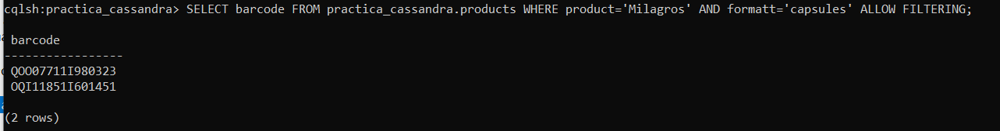 cqlsh:practica_cassandra> SELECT barcode FROM practica_cassandra.products WHERE product='Milagros' AND formatt='capsules' ALLOW FILTERING;
barcode
-----------------
QOO07711I980323
OQI11851I601451
(2 rows)